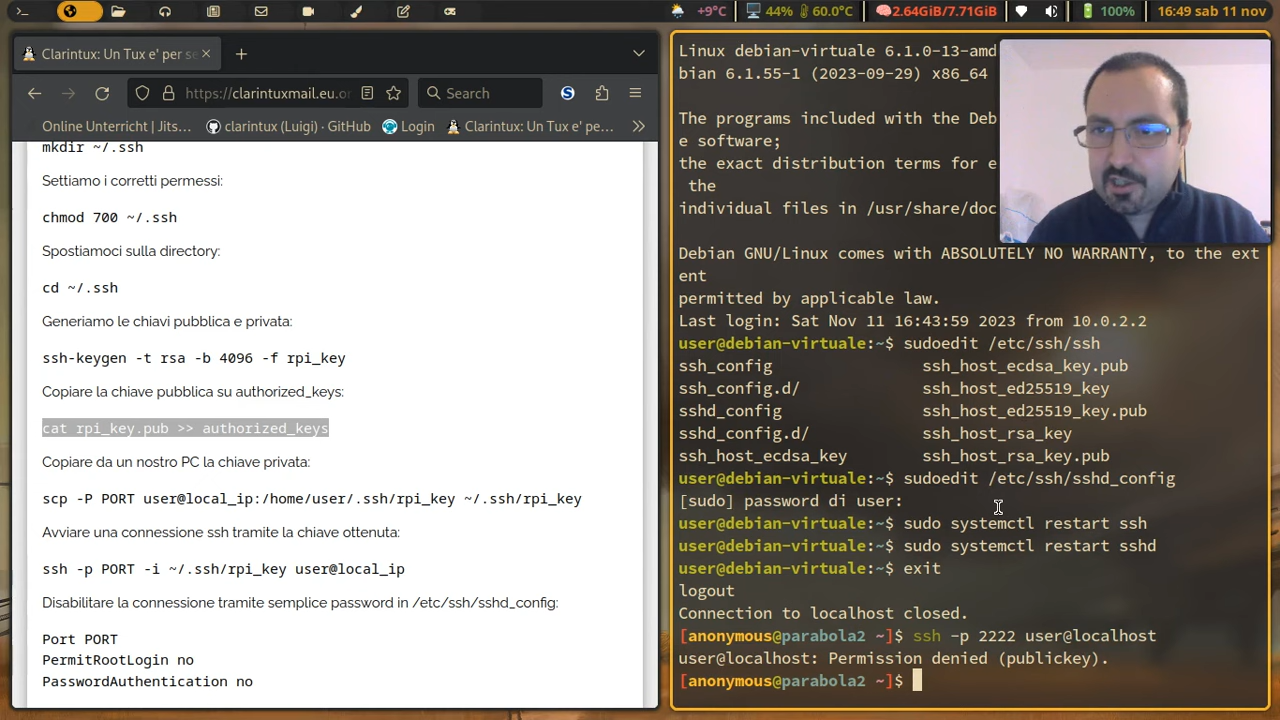 +9°C
44%
60.0°C
2.64GiB/7.71GiB
100%
16:49 sab 11 nov
Clarintux: Un Tux e' per se
https://clarintuxmail.eu.or
Search
Online Unterricht | Jits…
clarintux (Luigi) · GitHub
Login
Clarintux: Un Tux e' pe…
mkdir ~/.ssh
Settiamo i corretti permessi:
chmod 700 ~/.ssh
Spostiamoci sulla directory:
cd ~/.ssh
Generiamo le chiavi pubblica e privata:
ssh-keygen -t rsa -b 4096 -f rpi_key
Copiare la chiave pubblica su authorized_keys:
cat rpi_key.pub >> authorized_keys
Copiare da un nostro PC la chiave privata:
scp -P PORT user@local_ip:/home/user/.ssh/rpi_key ~/.ssh/rpi_key
Avviare una connessione ssh tramite la chiave ottenuta:
ssh -p PORT -i ~/.ssh/rpi_key user@local_ip
Disabilitare la connessione tramite semplice password in /etc/ssh/sshd_config:
Port PORT
PermitRootLogin no
PasswordAuthentication no
Linux debian-virtuale 6.1.0-13-amd
bian 6.1.55-1 (2023-09-29) x86_64
The programs included with the Deb
e software;
the exact distribution terms for e
the
individual files in /usr/share/doc
Debian GNU/Linux comes with ABSOLUTELY NO WARRANTY, to the ext
ent
permitted by applicable law.
Last login: Sat Nov 11 16:43:59 2023 from 10.0.2.2
user@debian-virtuale:~$ sudoedit /etc/ssh/ssh
ssh_config ssh_host_ecdsa_key.pub
ssh_config.d/ ssh_host_ed25519_key
sshd_config ssh_host_ed25519_key.pub
sshd_config.d/ ssh_host_rsa_key
ssh_host_ecdsa_key ssh_host_rsa_key.pub
user@debian-virtuale:~$ sudoedit /etc/ssh/sshd_config
[sudo] password di user:
user@debian-virtuale:~$ sudo systemctl restart ssh
user@debian-virtuale:~$ sudo systemctl restart sshd
user@debian-virtuale:~$ exit
logout
Connection to localhost closed.
[anonymous@parabola2 ~]$ ssh -p 2222 user@localhost
user@localhost: Permission denied (publickey).
[anonymous@parabola2 ~]$